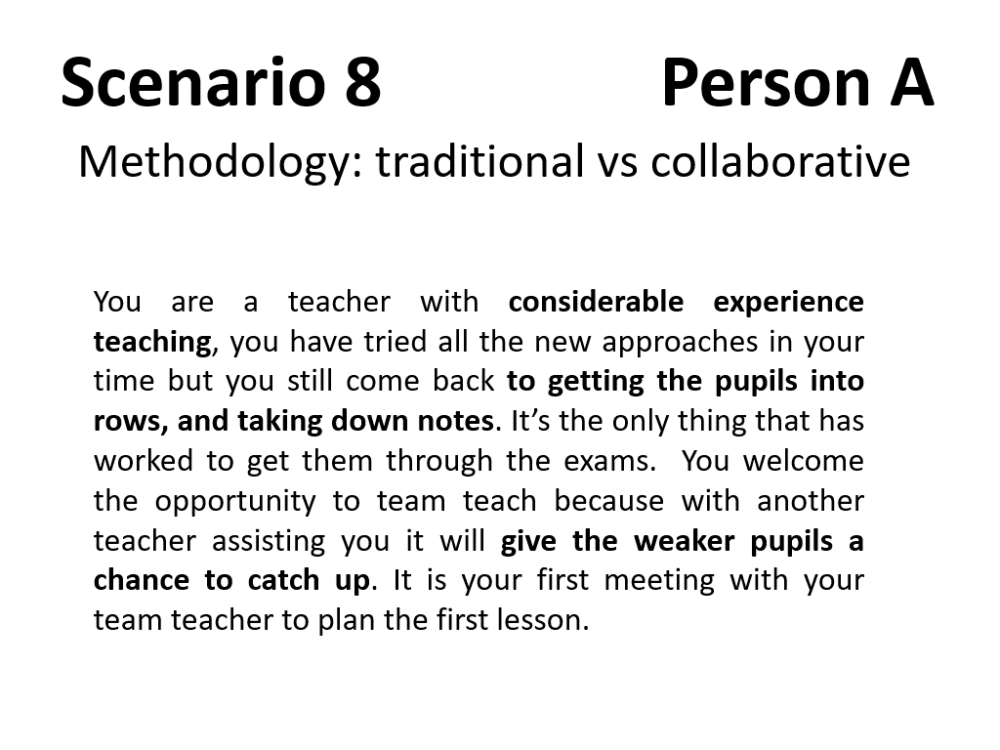 Scenario 8 Person A
Methodology: traditional vs collaborative
You are a teacher with considerable experience
teaching, you have tried all the new approaches in your
time but you still come back to getting the pupils into
rows, and taking down notes. It’s the only thing that has
worked to get them through the exams.  You welcome
the opportunity to team teach because with another
teacher assisting you it will give the weaker pupils a
chance to catch up. It is your first meeting with your
team teacher to plan the first lesson.